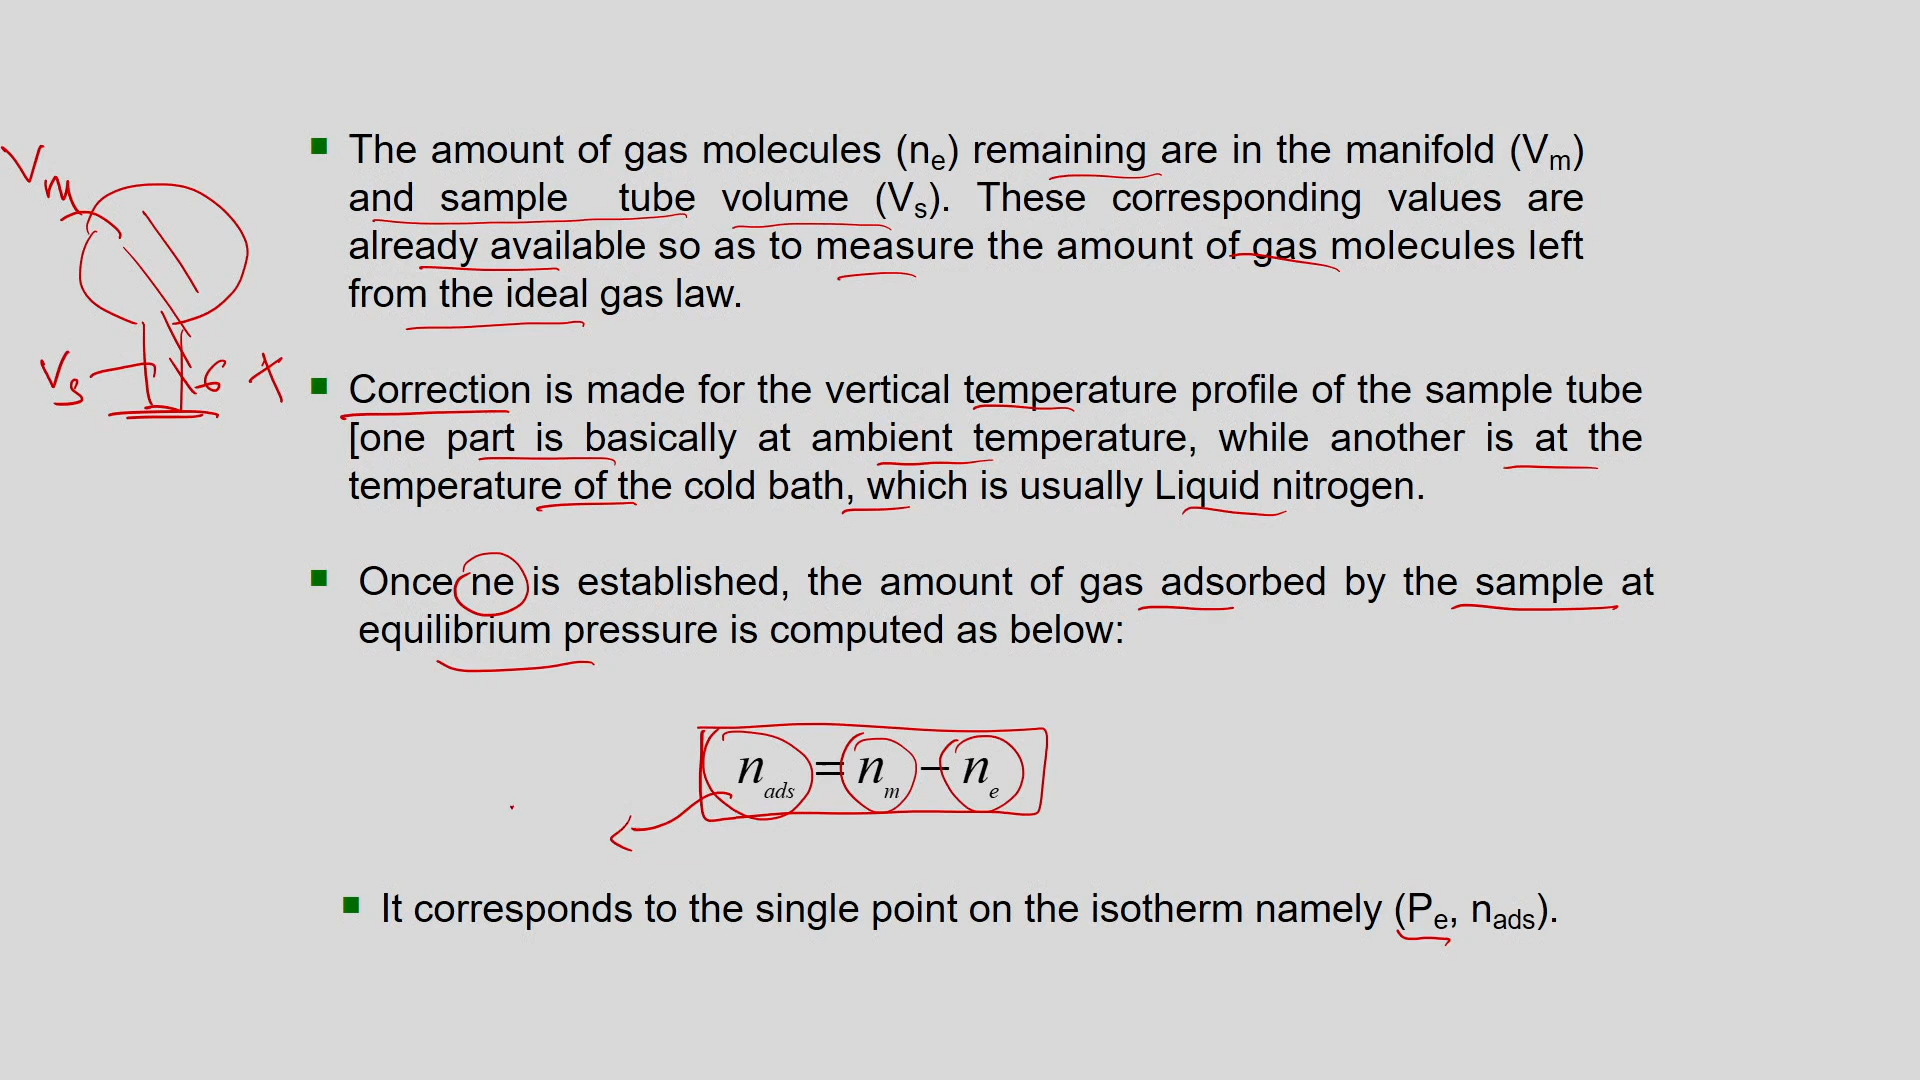 The amount of gas molecules (ne) remaining are in the manifold (Vm)
and sample tube volume (Vs). These corresponding values are
already available so as to measure the amount of gas molecules left
from the ideal gas law.
Vm
Vs
Correction is made for the vertical temperature profile of the sample tube
[one part is basically at ambient temperature, while another is at the
temperature of the cold bath, which is usually Liquid nitrogen.
Once ne is established, the amount of gas adsorbed by the sample at
equilibrium pressure is computed as below:
n ads = n m − n e
It corresponds to the single point on the isotherm namely (Pe, nads).